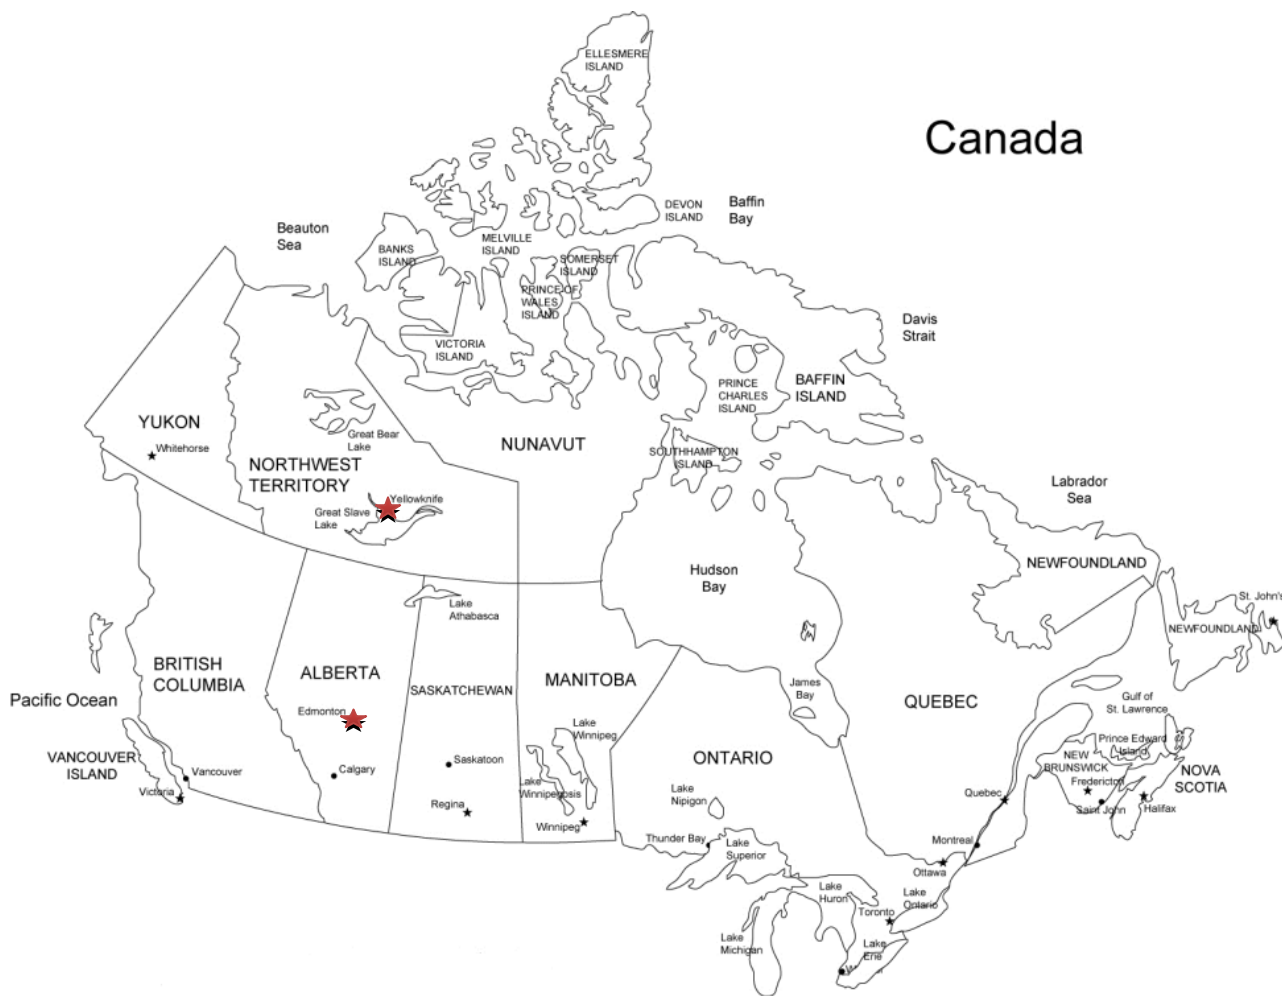 ELLESMERE
ISLAND
Canada
DEVON
ISLAND
Baffin
Bay
Beauton
Sea
BANKS
ISLAND
MELVILLE
ISLAND
SOMERSET
ISLAND
PRINCE OF
WALES
ISLAND
VICTORIA
ISLAND
Davis
Strait
PRINCE
CHARLES
ISLAND
BAFFIN
ISLAND
YUKON
Whitehorse
Great Bear
Lake
NUNAVUT
SOUTHHAMPTON
ISLAND
NORTHWEST
TERRITORY
Yellowknife
Great Slave
Lake
Labrador
Sea
NEWFOUNDLAND
Hudson
Bay
Lake
Athabasca
St. John's
NEWFOUNDLAND
BRITISH
COLUMBIA
ALBERTA
SASKATCHEWAN
MANITOBA
James
Bay
QUEBEC
Gulf of
St. Lawrence
Pacific Ocean
Edmonton
Lake
Winnipeg
Prince Edward
Island
VANCOUVER
ISLAND
Vancouver
Calgary
Saskatoon
ONTARIO
NEW
BRUNSWICK
Fredericton
NOVA
SCOTIA
Victoria
Regina
Lake
Winnipegosis
Winnipeg
Lake
Nipigon
Quebec
Saint John
Halifax
Thunder Bay
Lake
Superior
Montreal
Ottawa
Lake
Huron
Lake
Ontario
Toronto
Lake
Michigan
Lake
Erie